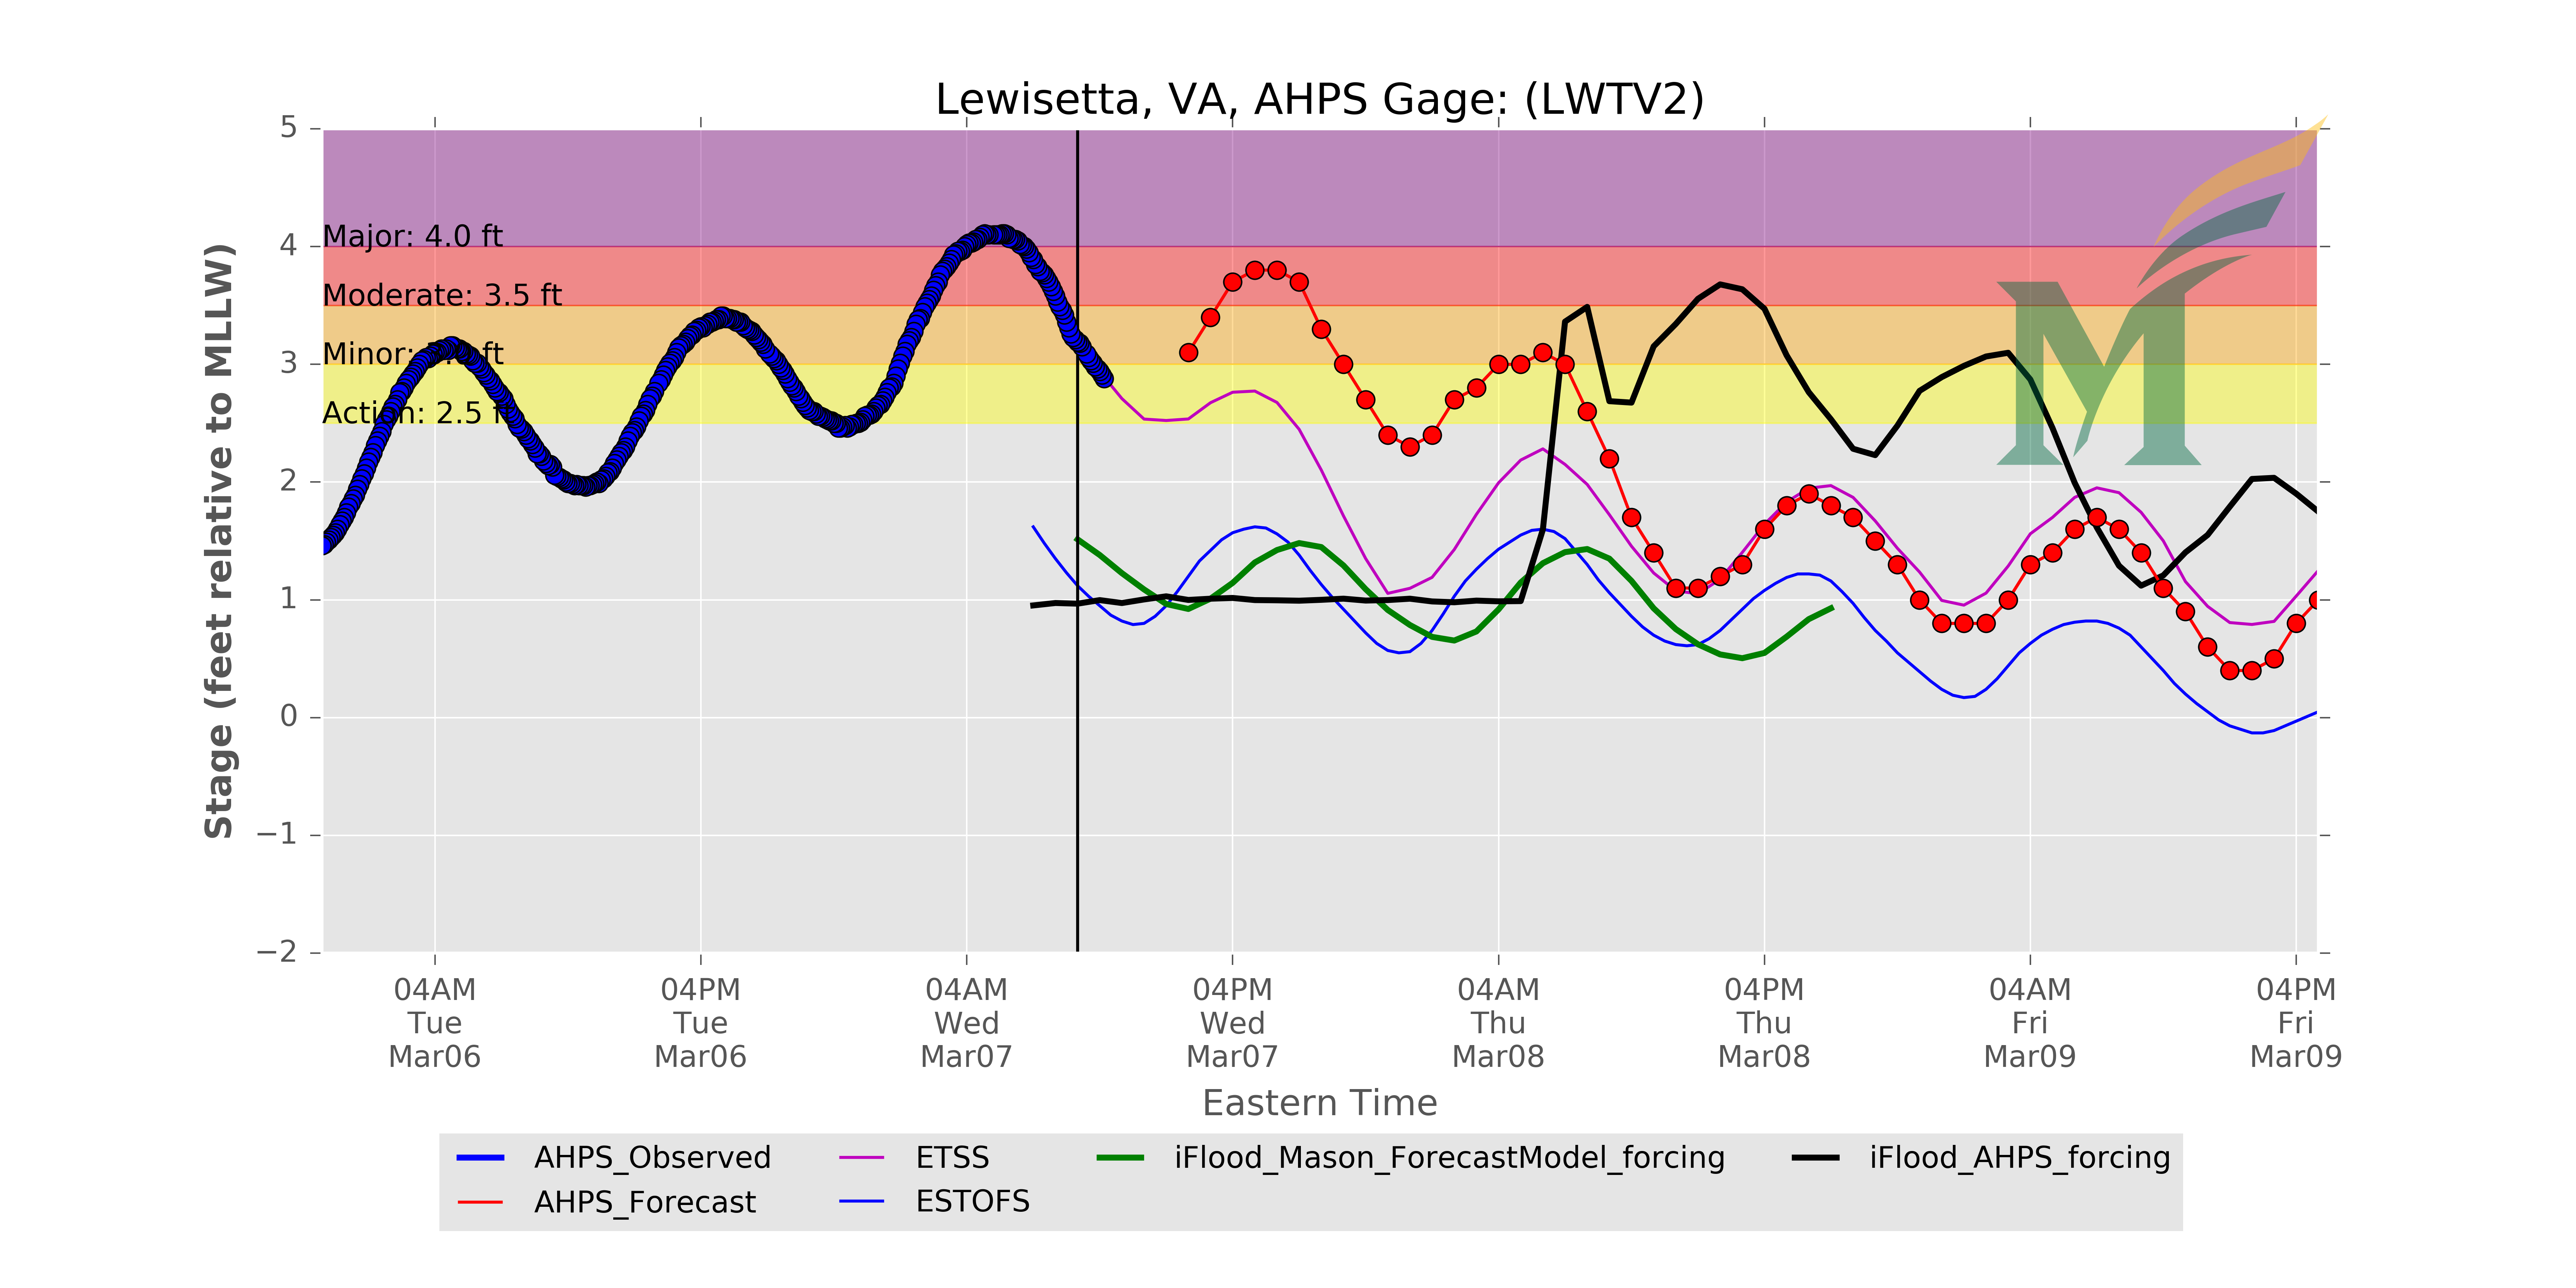 Lewisetta, VA, AHPS Gage: (LWTV2)
Stage (feet relative to MLLW)
5
4
3
2
1
0
−1
−2
Major: 4.0 ft
Moderate: 3.5 ft
Minor: ft
Action: 2.5 ft
M
04AM 04PM 04AM 04PM 04AM 04PM 04AM 04PM
Tue Tue Wed Wed Thu Thu Fri Fri
Mar06 Mar06 Mar07 Mar07 Mar08 Mar08 Mar09 Mar09
Eastern Time
AHPS_Observed ETSS iFlood_Mason_ForecastModel_forcing iFlood_AHPS_forcing
AHPS_Forecast ESTOFS